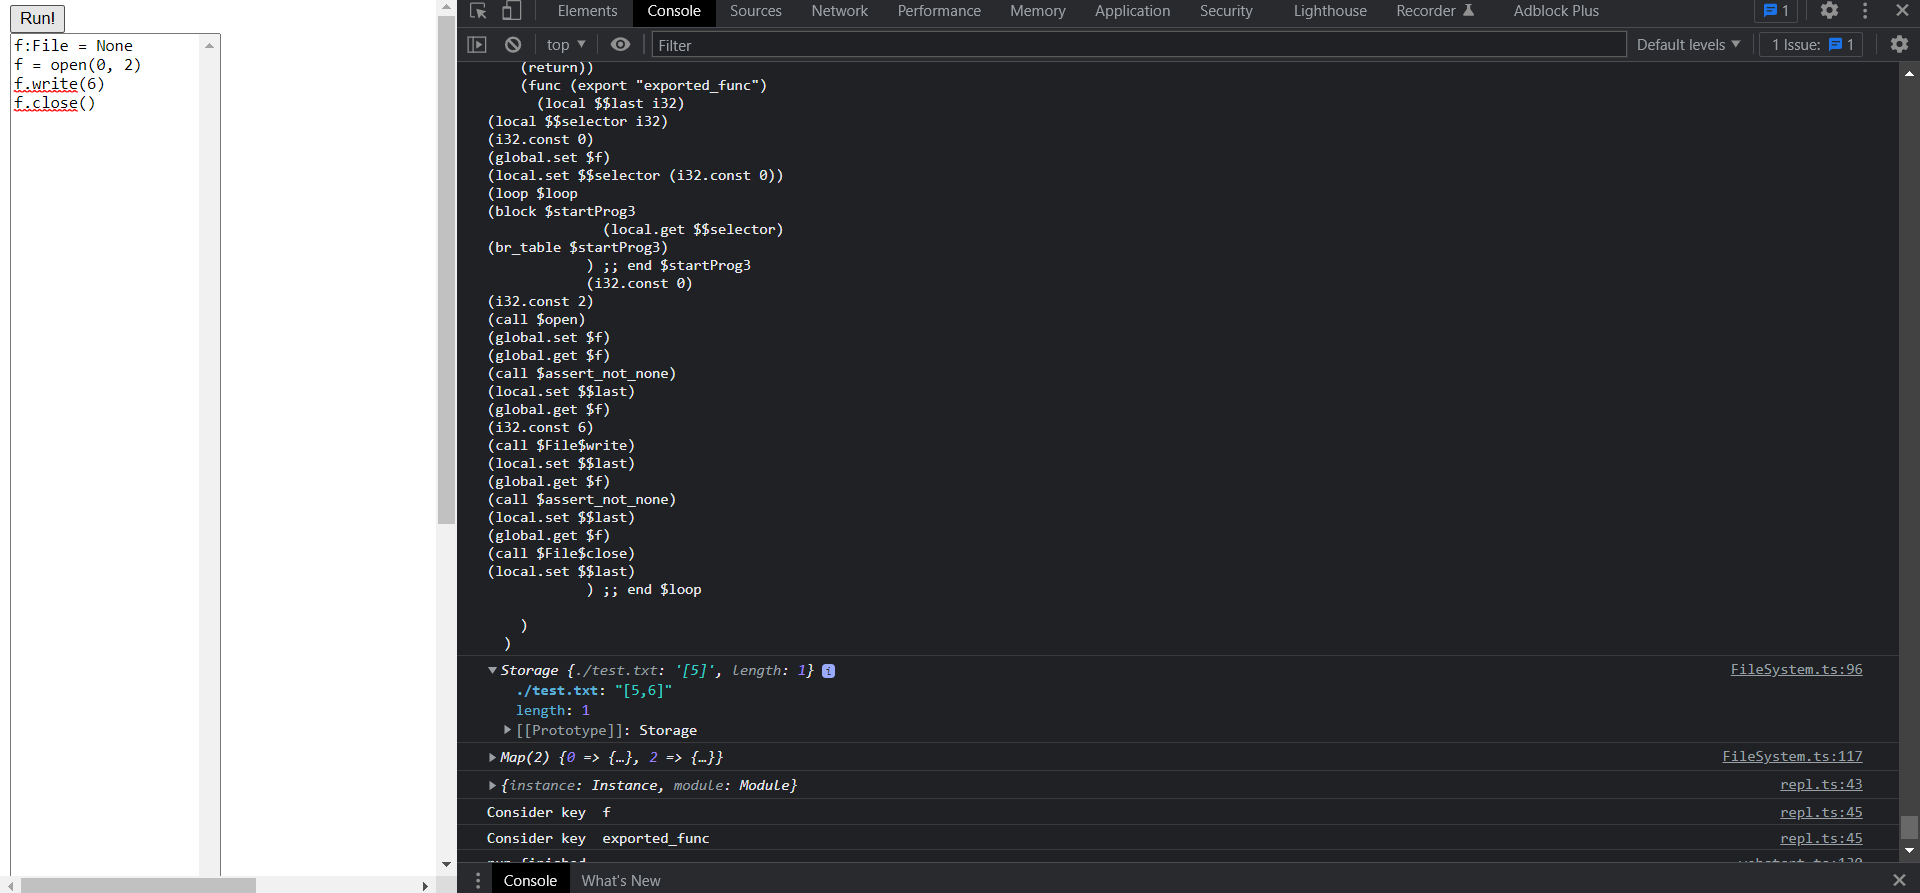 Run!
f:File = None
f = open(0, 2)
f.write(6)
f.close()
Elements Console Sources Network Performance Memory Application Security Lighthouse Recorder Adblock Plus 1
top Filter Default levels 1 Issue: 1
(return))
(func (export "exported_func")
(local $$last i32)
(local $$selector i32)
(i32.const 0)
(global.set $f)
(local.set $$selector (i32.const 0))
(loop $loop
(block $startProg3
(local.get $$selector)
(br_table $startProg3)
) ;; end $startProg3
(i32.const 0)
(i32.const 2)
(call $open)
(global.set $f)
(global.get $f)
(call $assert_not_none)
(local.set $$last)
(global.get $f)
(i32.const 6)
(call $File$write)
(local.set $$last)
(global.get $f)
(call $assert_not_none)
(local.set $$last)
(global.get $f)
(call $File$close)
(local.set $$last)
) ;; end $loop
)
)
Storage {./test.txt: '[5]', length: 1} i FileSystem.ts:96
./test.txt: "[5,6]"
length: 1
[[Prototype]]: Storage
Map(2) {0 => {…}, 2 => {…}} FileSystem.ts:117
{instance: Instance, module: Module} repl.ts:43
Consider key f repl.ts:45
Consider key exported_func repl.ts:45
run finished
Console What's New